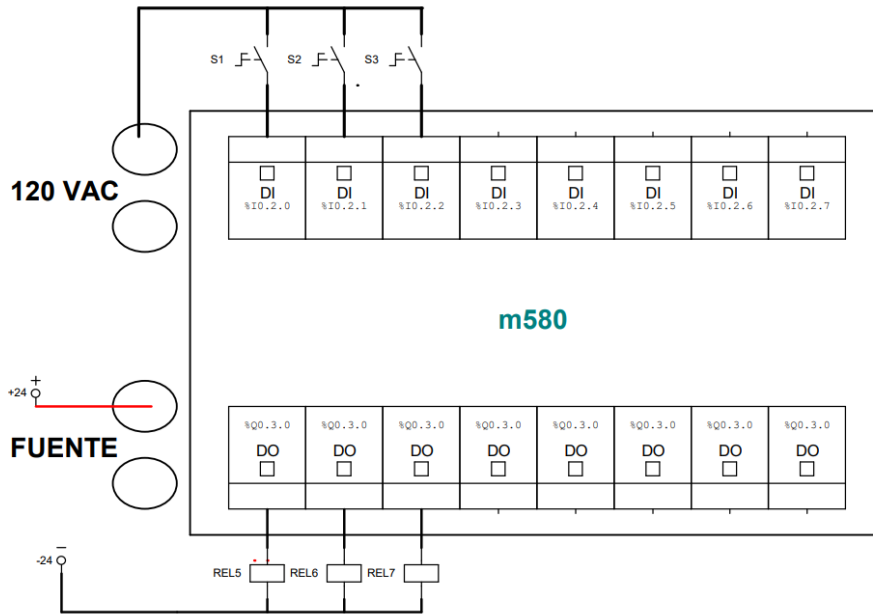 S1 S2 S3
120 VAC
DI DI DI DI DI DI DI DI
%I0.2.0 %I0.2.1 %I0.2.2 %I0.2.3 %I0.2.4 %I0.2.5 %I0.2.6 %I0.2.7
m580
+
+24
%Q0.3.0 %Q0.3.0 %Q0.3.0 %Q0.3.0 %Q0.3.0 %Q0.3.0 %Q0.3.0 %Q0.3.0
FUENTE
DO DO DO DO DO DO DO DO
−
-24
REL5 REL6 REL7